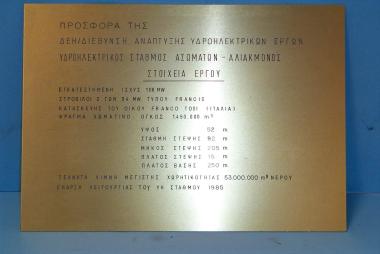 ΠΡΟΣΦΟΡΑ ΤΗΣ
ΔΕΗ/ΔΙΕΥΘΥΝΣΗ ΑΝΑΠΤΥΞΗΣ ΥΔΡΟΗΛΕΚΤΡΙΚΩΝ ΕΡΓΩΝ
ΥΔΡΟΗΛΕΚΤΡΙΚΟΣ ΣΤΑΘΜΟΣ ΑΣΩΜΑΤΩΝ-ΑΛΙΑΚΜΟΝΟΣ
ΣΤΟΙΧΕΙΑ ΕΡΓΟΥ
ΕΓΚΑΤΕΣΤΗΜΕΝΗ ΙΣΧΥΣ 108 MW
ΣΤΡΟΒΙΛΟΙ 2 ΤΩΝ 54 MW ΤΥΠΟΥ FRANCIS
ΚΑΤΑΣΚΕΥΗΣ ΤΟΥ ΟΙΚΟΥ FRANCO TOSI (ΙΤΑΛΙΑ)
ΦΡΑΓΜΑ ΧΩΜΑΤΙΝΟ ΟΓΚΟΣ 1.450.000 m³
ΥΨΟΣ 52 m
ΣΤΑΘΜΗ ΣΤΕΨΗΣ 82 m
ΜΗΚΟΣ ΣΤΕΨΗΣ 205 m
ΠΛΑΤΟΣ ΣΤΕΨΗΣ m
ΠΛΑΤΟΣ ΒΑΣΗΣ 250 m
ΤΕΧΝΗΤΗ ΛΙΜΝΗ ΜΕΓΙΣΤΗΣ ΧΩΡΗΤΙΚΟΤΗΤΑΣ 53.000.000 m³ ΝΕΡΟΥ
ΕΝΑΡΞΗ ΛΕΙΤΟΥΡΓΙΑΣ ΤΟΥ ΥΗ ΣΤΑΘΜΟΥ 1985